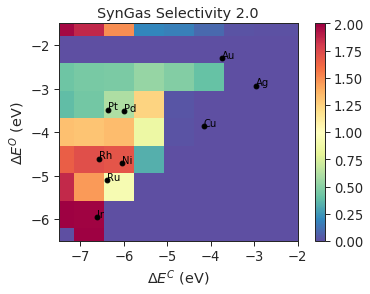 SynGas Selectivity 2.0
ΔE^O (eV)
−2
−3
−4
−5
−6
Au
Ag
Pt
Pd
Cu
Rh
Ni
Ru
Ir
−7
−6
−5
−4
−3
−2
ΔE^C (eV)
2.00
1.75
1.50
1.25
1.00
0.75
0.50
0.25
0.00